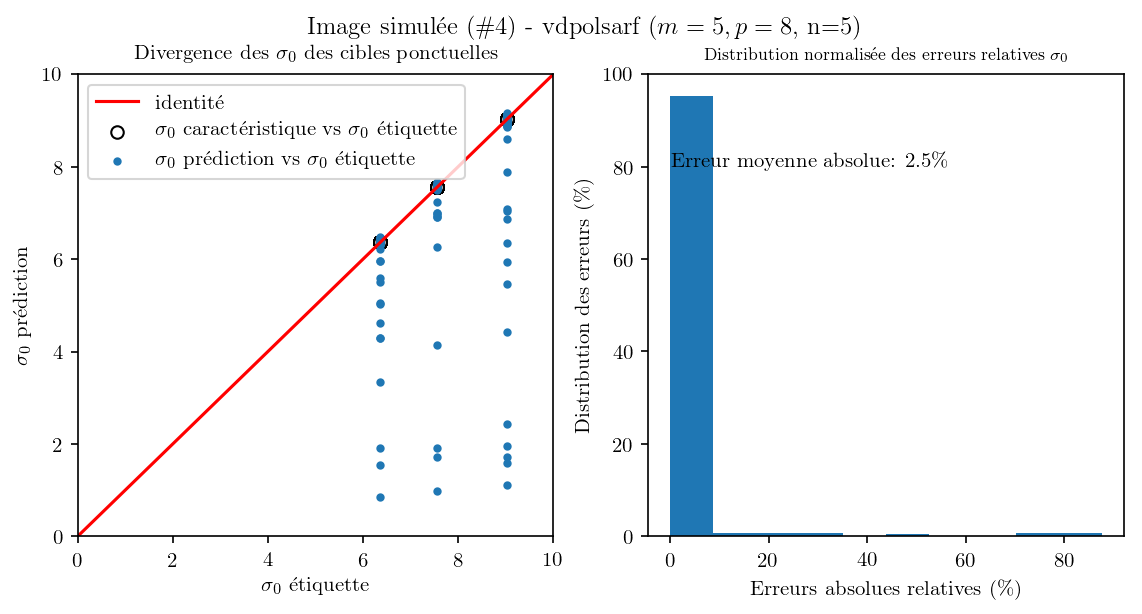 Image simulée (#4) - vdpolsarf (m = 5, p = 8, n=5)
Divergence des σ₀ des cibles ponctuelles
identité
σ₀ caractéristique vs σ₀ étiquette
σ₀ prédiction vs σ₀ étiquette
10
8
6
4
2
0
0 2 4 6 8 10
σ₀ prédiction
σ₀ étiquette
Distribution normalisée des erreurs relatives σ₀
Erreur moyenne absolue: 2.5%
100
80
60
40
20
0
0 20 40 60 80
Distribution des erreurs (%)
Erreurs absolues relatives (%)